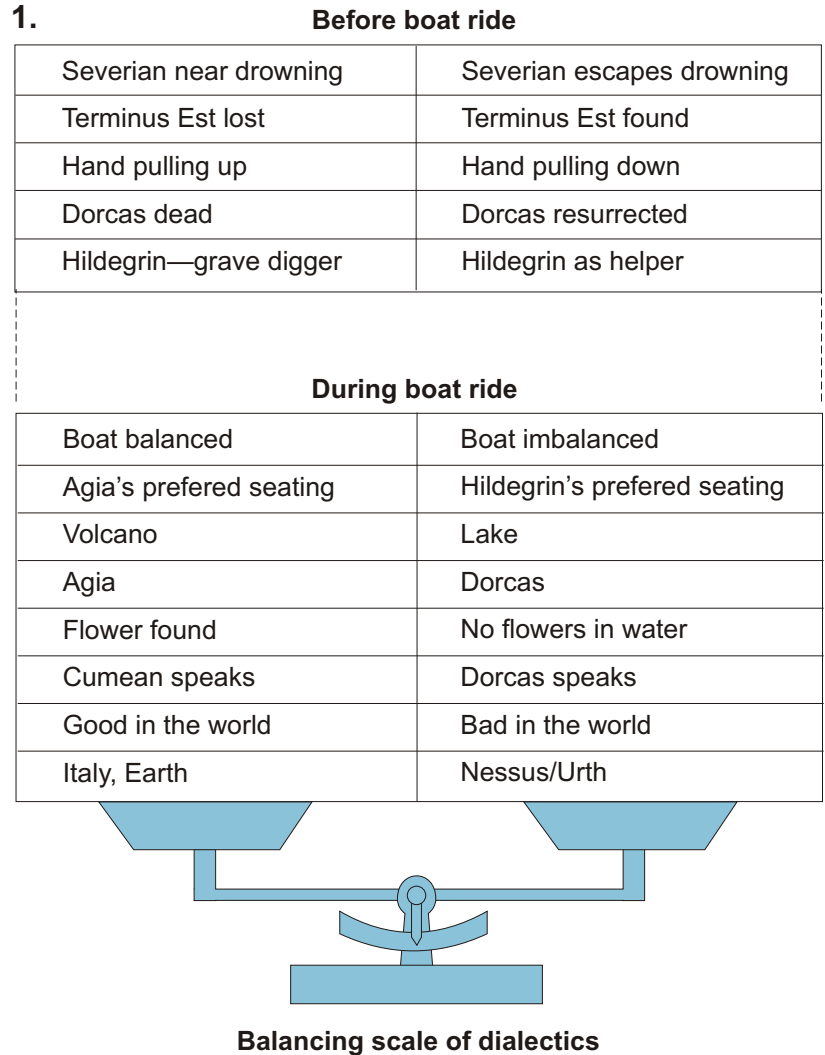 1.
Before boat ride
Severian near drowning Severian escapes drowning
Terminus Est lost Terminus Est found
Hand pulling up Hand pulling down
Dorcas dead Dorcas resurrected
Hildegrin—grave digger Hildegrin as helper
During boat ride
Boat balanced Boat imbalanced
Agia's prefered seating Hildegrin's prefered seating
Volcano Lake
Agia Dorcas
Flower found No flowers in water
Cumean speaks Dorcas speaks
Good in the world Bad in the world
Italy, Earth Nessus/Urth
Balancing scale of dialectics